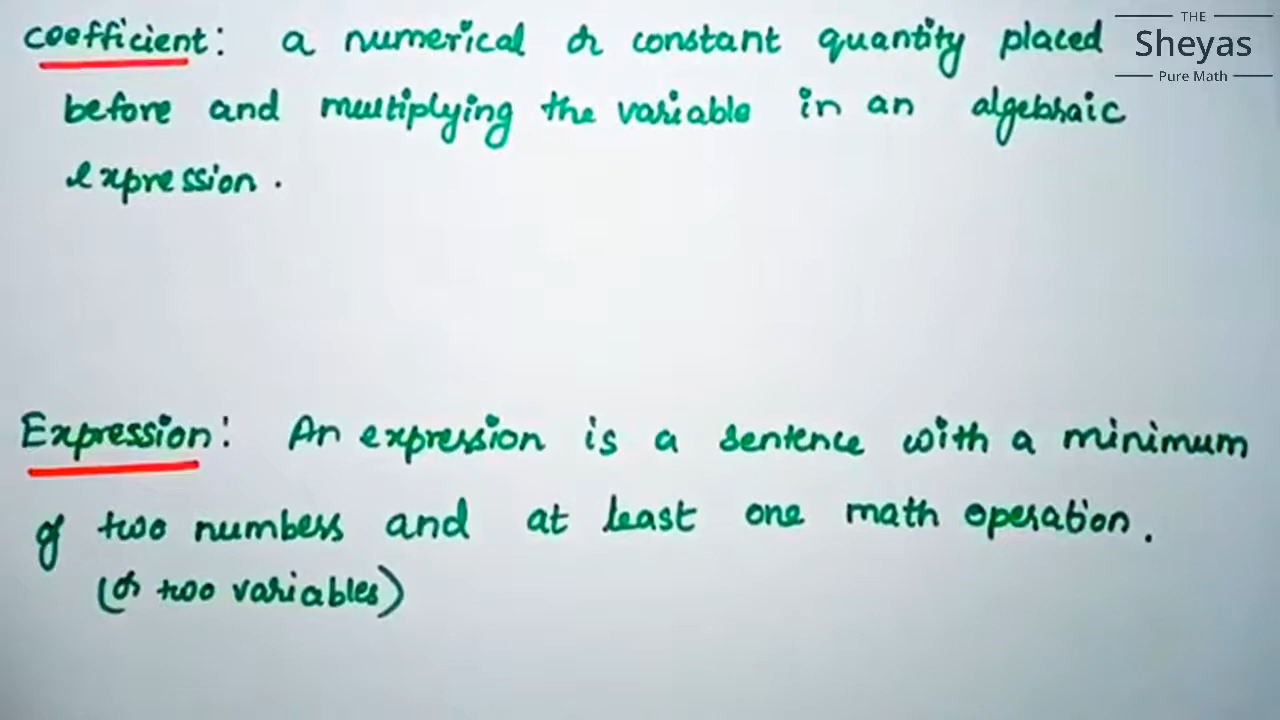 coefficient: a numerical or constant quantity placed
before and multiplying the variable in an algebraic
expression.
THE
Sheyas
Pure Math
Expression: An expression is a sentence with a minimum
of two numbers and at least one math operation.
(or two variables)